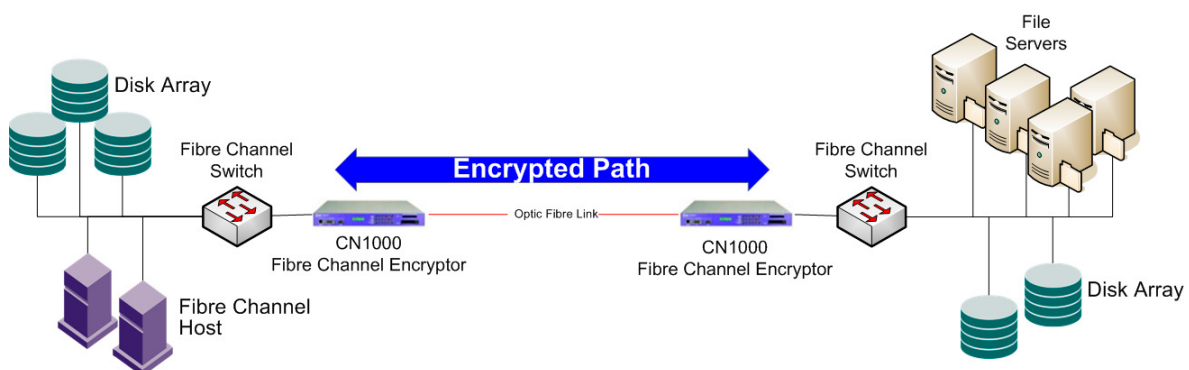 Disk Array
Fibre Channel
Switch
Encrypted Path
Optic Fibre Link
CN1000
Fibre Channel Encryptor
Fibre Channel
Host
CN1000
Fibre Channel Encryptor
Fibre Channel
Switch
File
Servers
Disk Array